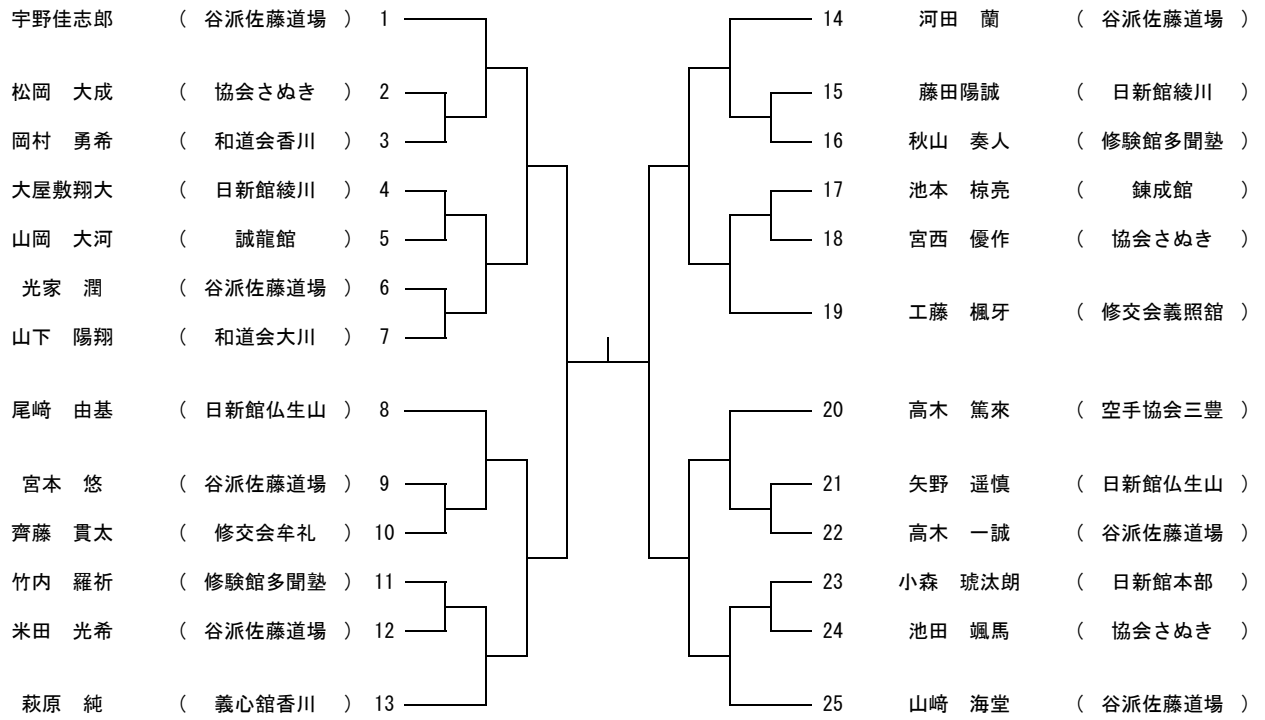 宇野佳志郎 ( 谷派佐藤道場 ) 1
松岡 大成 ( 協会さぬき ) 2
岡村 勇希 ( 和道会香川 ) 3
大屋敷翔大 ( 日新館綾川 ) 4
山岡 大河 ( 誠龍館 ) 5
光家 潤 ( 谷派佐藤道場 ) 6
山下 陽翔 ( 和道会大川 ) 7
尾﨑 由基 ( 日新館仏生山 ) 8
宮本 悠 ( 谷派佐藤道場 ) 9
齊藤 貫太 ( 修交会牟礼 ) 10
竹内 羅祈 ( 修験館多聞塾 ) 11
米田 光希 ( 谷派佐藤道場 ) 12
萩原 純 ( 義心舘香川 ) 13
14 河田 蘭 ( 谷派佐藤道場 )
15 藤田陽誠 ( 日新館綾川 )
16 秋山 奏人 ( 修験館多聞塾 )
17 池本 椋亮 ( 錬成館 )
18 宮西 優作 ( 協会さぬき )
19 工藤 楓牙 ( 修交会義照舘 )
20 高木 篤來 ( 空手協会三豊 )
21 矢野 遥慎 ( 日新館仏生山 )
22 高木 一誠 ( 谷派佐藤道場 )
23 小森 琥汰朗 ( 日新館本部 )
24 池田 颯馬 ( 協会さぬき )
25 山﨑 海堂 ( 谷派佐藤道場 )